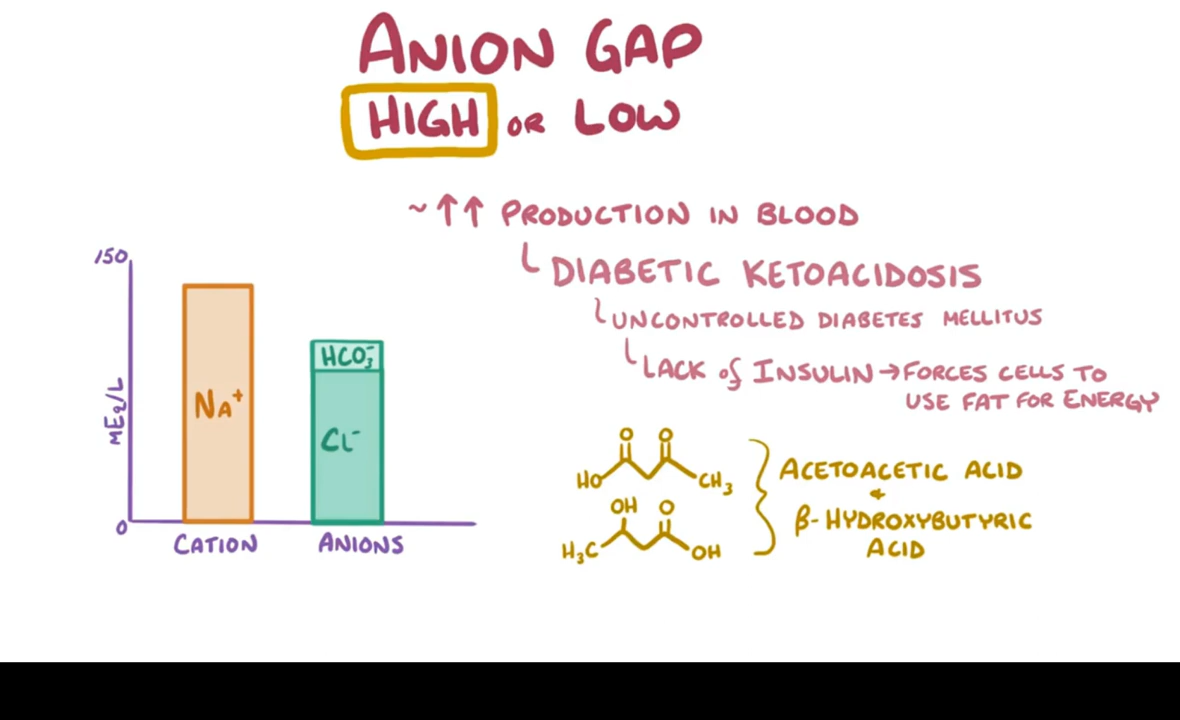 ANION GAP
HIGH OR LOW
~ ↑↑ PRODUCTION IN BLOOD
DIABETIC KETOACIDOSIS
UNCONTROLLED DIABETES MELLITUS
LACK of INSULIN → FORCES CELLS TO
USE FAT FOR ENERGY
150
mEq/L
0
Na⁺
HCO₃⁻
Cl⁻
CATION ANIONS
O O
HO CH₃
OH O
H₃C OH
ACETOACETIC ACID
&
β-HYDROXYBUTYRIC
ACID